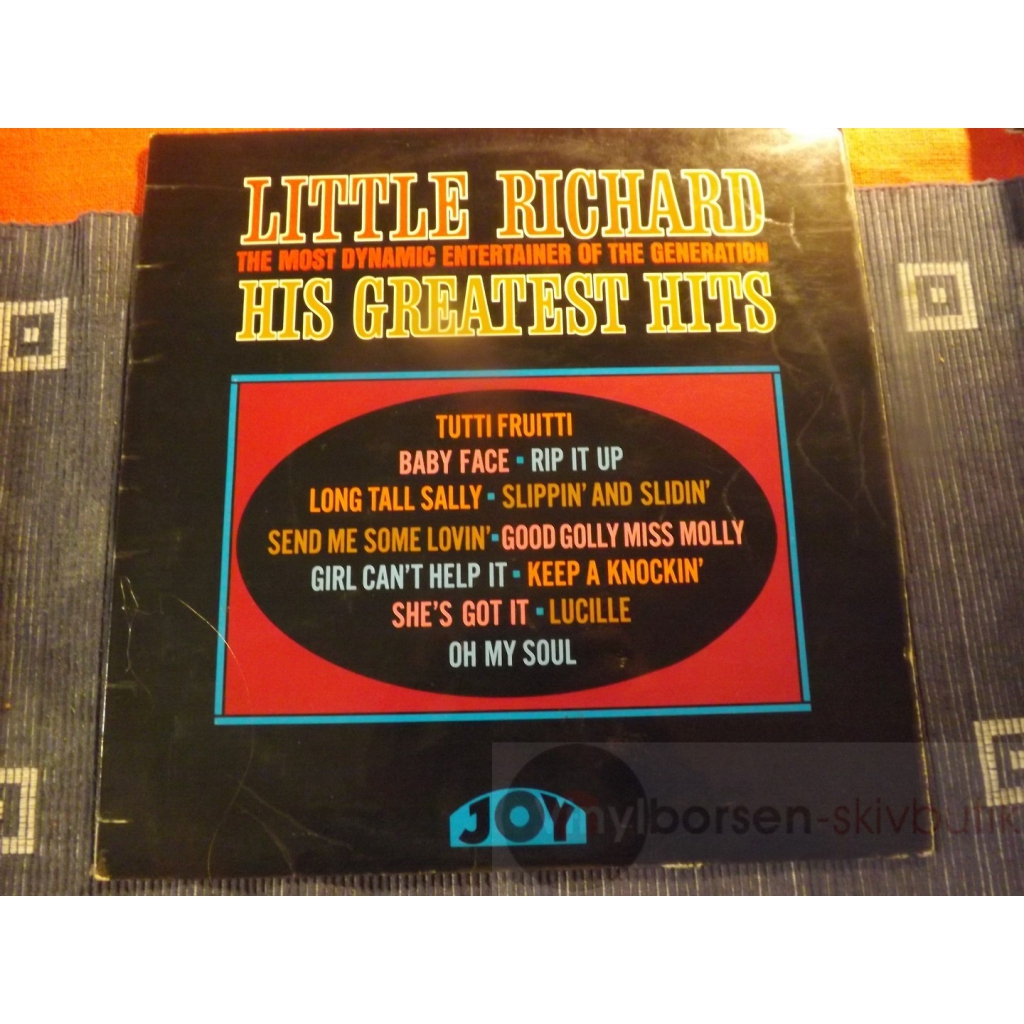 LITTLE RICHARD
THE MOST DYNAMIC ENTERTAINER OF THE GENERATION
HIS GREATEST HITS
TUTTI FRUITTI
BABY FACE ▪ RIP IT UP
LONG TALL SALLY ▪ SLIPPIN' AND SLIDIN'
SEND ME SOME LOVIN' ▪ GOOD GOLLY MISS MOLLY
GIRL CAN'T HELP IT ▪ KEEP A KNOCKIN'
SHE'S GOT IT ▪ LUCILLE
OH MY SOUL
JOY